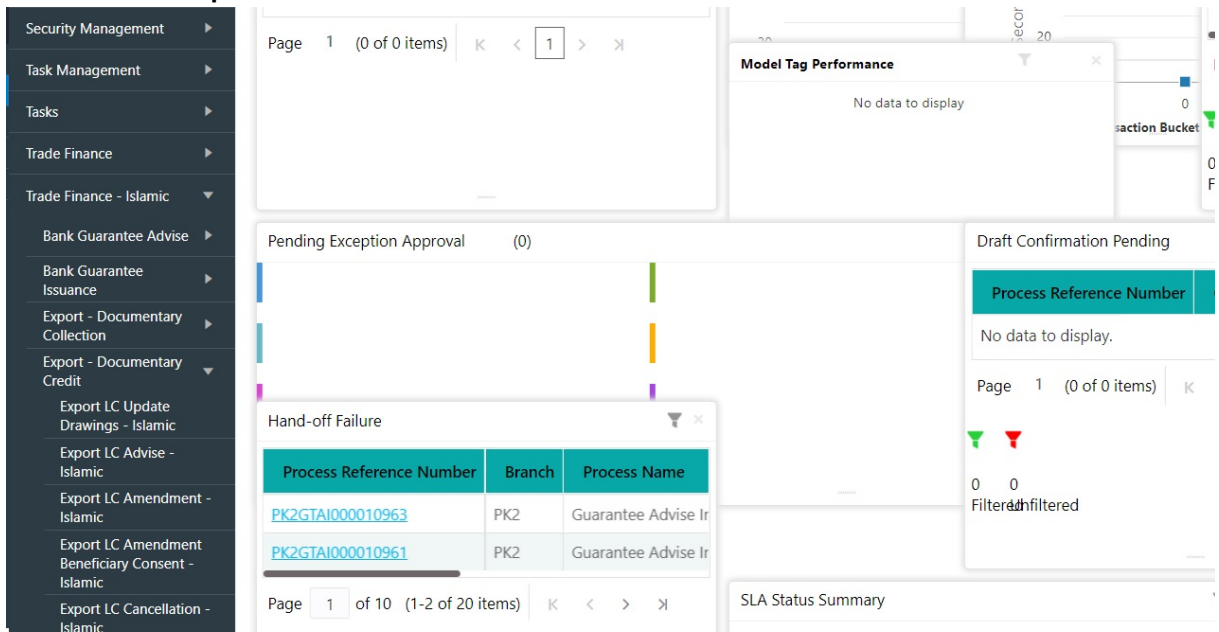 Security Management
Task Management
Tasks
Trade Finance
Trade Finance - Islamic
Bank Guarantee Advise
Bank Guarantee
Issuance
Export - Documentary
Collection
Export - Documentary
Credit
Export LC Update
Drawings - Islamic
Export LC Advise -
Islamic
Export LC Amendment -
Islamic
Export LC Amendment
Beneficiary Consent -
Islamic
Export LC Cancellation -
Islamic
Page 1 (0 of 0 items) 1
20
Model Tag Performance
No data to display
0
saction Bucket
Pending Exception Approval (0)
Draft Confirmation Pending
Process Reference Number
No data to display.
Page 1 (0 of 0 items)
0 0
Filtered Unfiltered
Hand-off Failure
Process Reference Number Branch Process Name
PK2GTAI000010963 PK2 Guarantee Advise Ir
PK2GTAI000010961 PK2 Guarantee Advise Ir
Page 1 of 10 (1-2 of 20 items)
SLA Status Summary